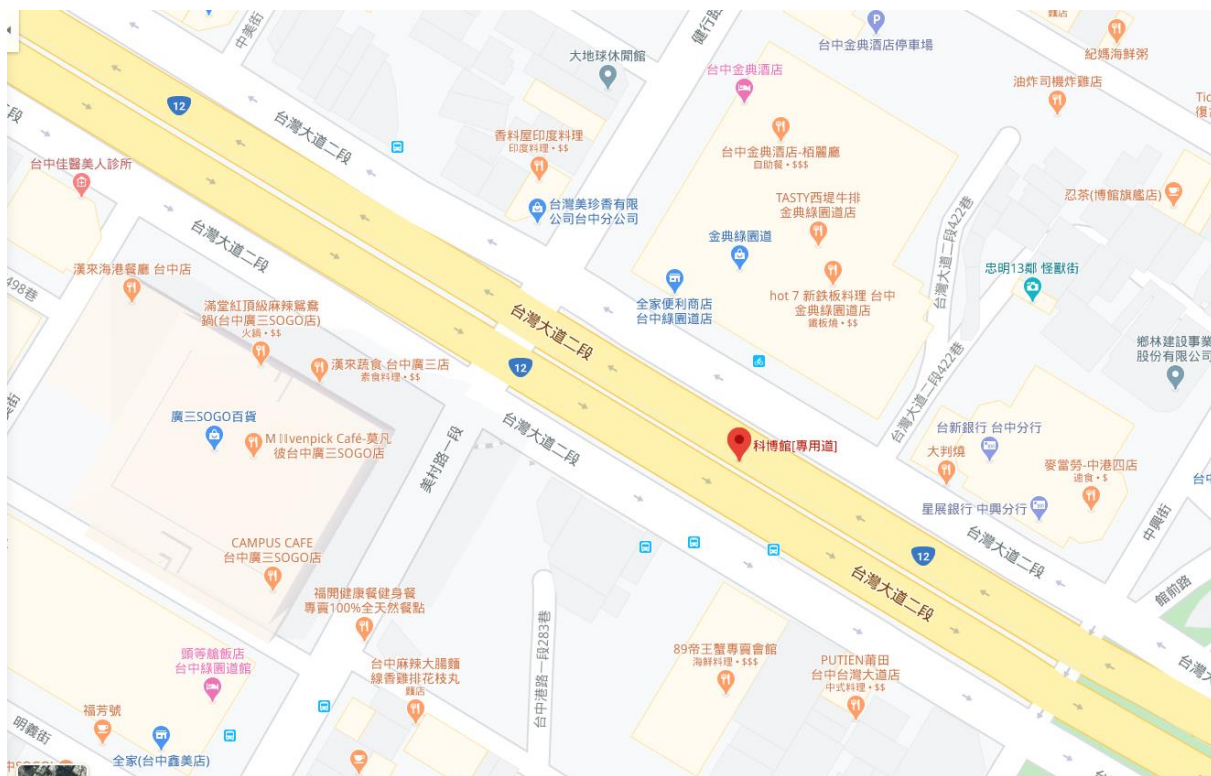 中美街
健行路
台中金典酒店停車場
麵店
紀媽海鮮粥
大地球休閒館
台中金典酒店
油炸司機炸雞店
12
台灣大道二段
香料屋印度料理
印度料理•$$
台中金典酒店-栢麗廳
自助餐•$$$
台中佳醫美人診所
台灣美珍香有限
公司台中分公司
TASTY西堤牛排
金典綠園道店
忍茶(博館旗艦店)
台灣大道二段
金典綠園道
台灣大道二段422巷
漢來海港餐廳 台中店
忠明13鄰 怪獸街
498巷
滿堂紅頂級麻辣鴛鴦
鍋(台中廣三SOGO店)
火鍋•$$
全家便利商店
台中綠園道店
hot 7 新鉄板料理 台中
金典綠園道店
鐵板燒•$$
台灣大道二段
鄉林建設事業
股份有限公司
漢來蔬食 台中廣三店
素食料理•$$
12
台灣大道二段422巷
廣三SOGO百貨
台灣大道二段
台新銀行 台中分行
科博館[專用道]
大判燒
美村路一段
麥當勞-中港四店
速食•$
星展銀行 中興分行
中興街
CAMPUS CAFE
台中廣三SOGO店
12
台灣大道二段
台灣大道二段
館前路
福開健康餐健身餐
專賣100%全天然餐點
台中港路一段283巷
頭等艙飯店
台中綠園道館
台中麻辣大腸麵
線香雞排花枝丸
麵店
89帝王蟹專賣會館
海鮮料理•$$$
PUTIEN莆田
台中台灣大道店
中式料理•$$
福芳號
明義街
全家(台中鑫美店)